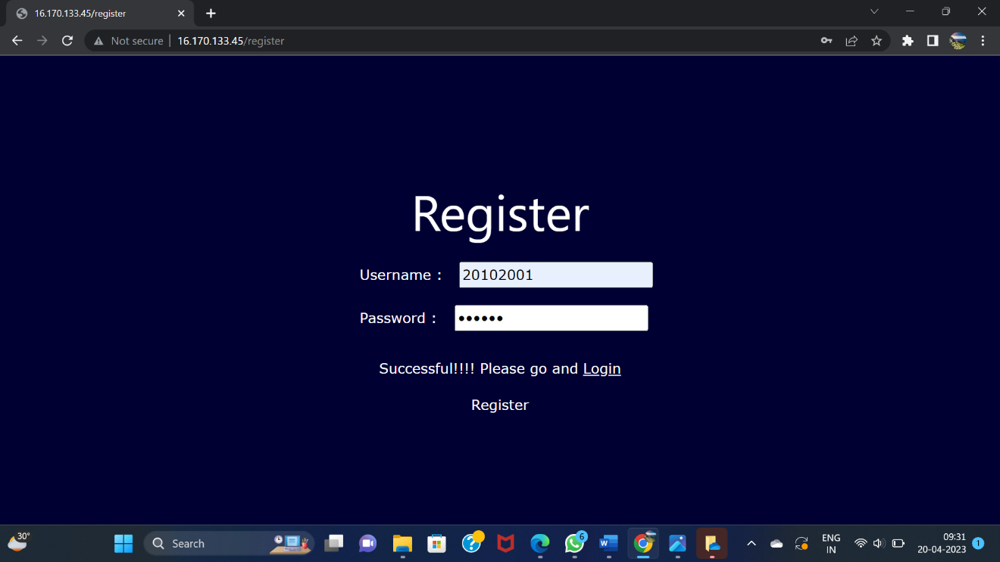 16.170.133.45/register
Not secure | 16.170.133.45/register
Register
Username : 20102001
Password : ••••••
Successful!!!! Please go and Login
Register
30°
Search
6
W
ENG
IN
09:31
20-04-2023
1